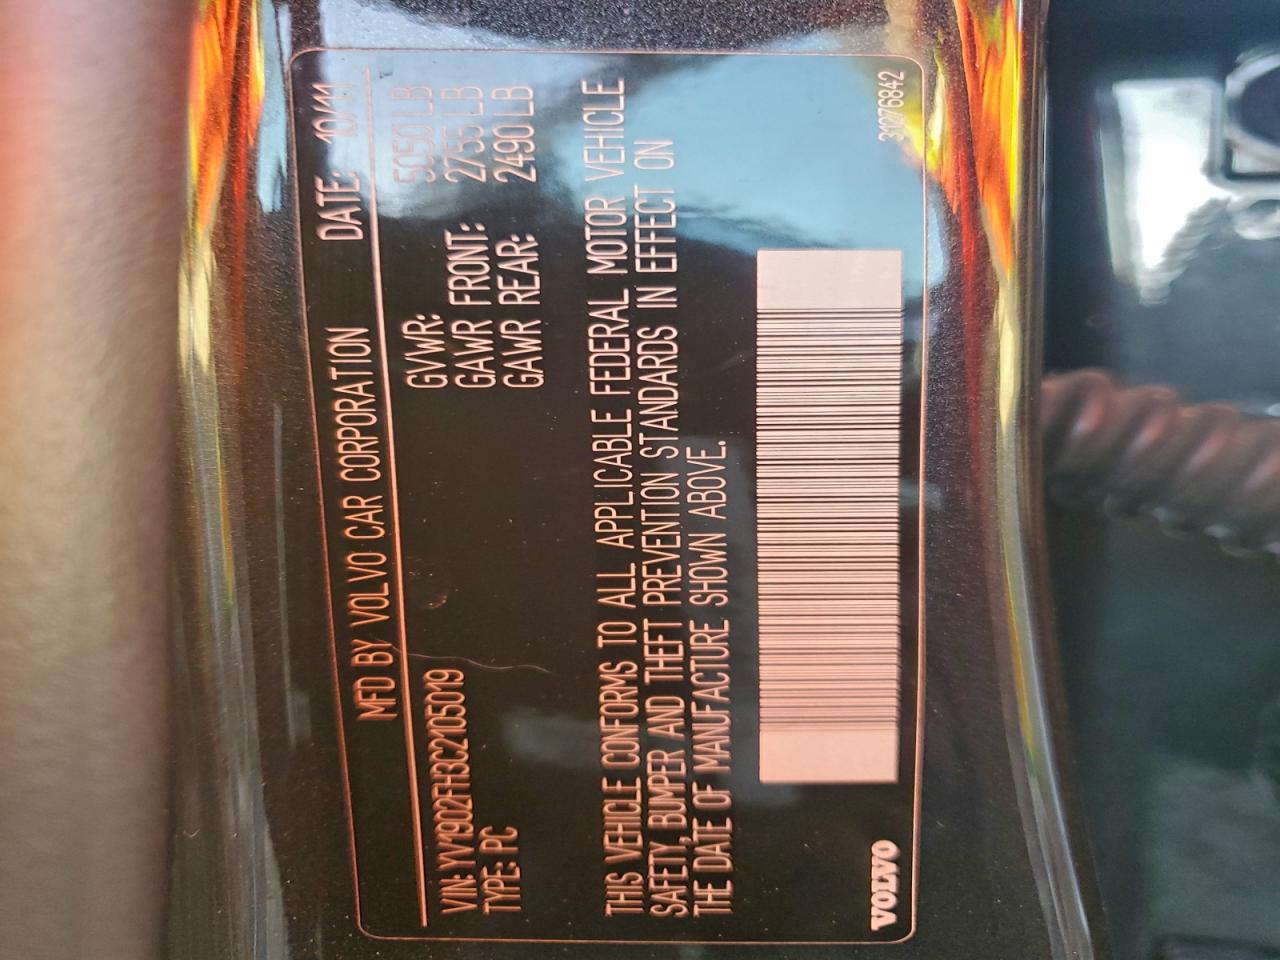 MFD BY VOLVO CAR CORPORATION DATE: 10/11
VIN: YV1902FH3C2105019 GVWR: 5050 LB
TYPE: PC GAWR FRONT: 2755 LB
GAWR REAR: 2490 LB
THIS VEHICLE CONFORMS TO ALL APPLICABLE FEDERAL MOTOR VEHICLE
SAFETY, BUMPER AND THEFT PREVENTION STANDARDS IN EFFECT ON
THE DATE OF MANUFACTURE SHOWN ABOVE.
VOLVO 31276842